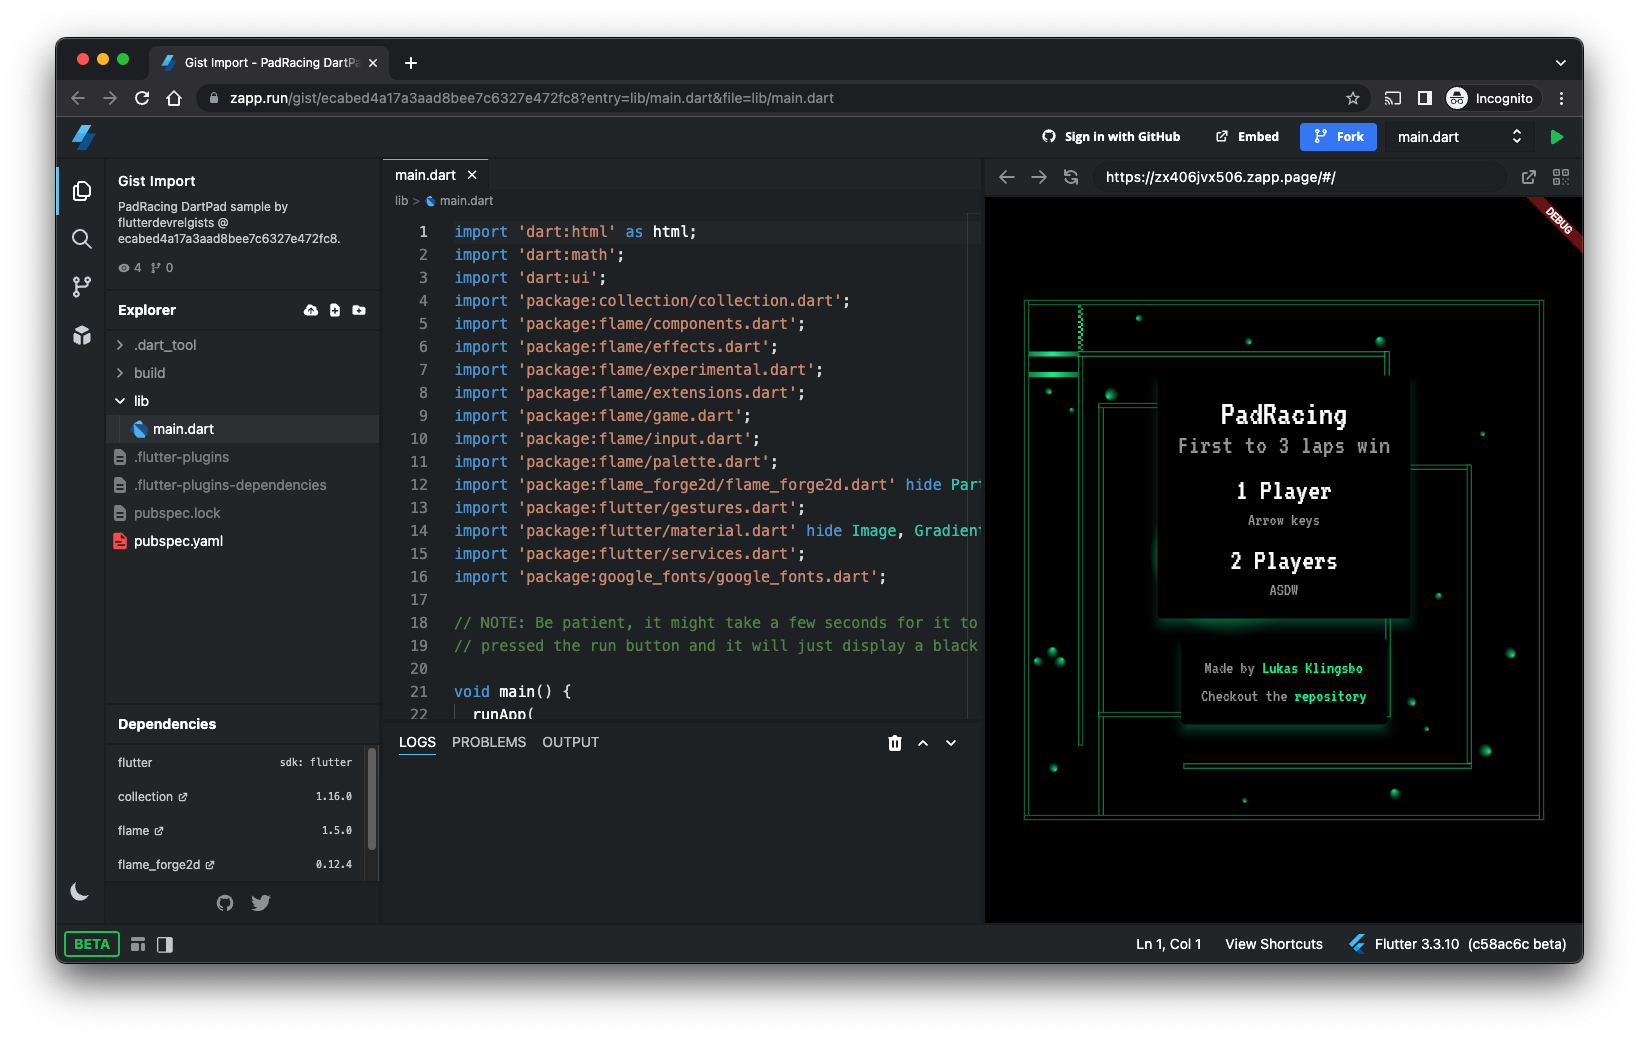 Gist Import - PadRacing DartPa
zapp.run/gist/ecabed4a17a3aad8bee7c6327e472fc8?entry=lib/main.dart&file=lib/main.dart
Incognito
Sign in with GitHub
Embed
Fork
main.dart
Gist Import
PadRacing DartPad sample by
flutterdevrelgists @
ecabed4a17a3aad8bee7c6327e472fc8.
4 0
Explorer
.dart_tool
build
lib
main.dart
.flutter-plugins
.flutter-plugins-dependencies
pubspec.lock
pubspec.yaml
Dependencies
flutter sdk: flutter
collection 1.16.0
flame 1.5.0
flame_forge2d 0.12.4
main.dart
lib > main.dart
1 import 'dart:html' as html;
2 import 'dart:math';
3 import 'dart:ui';
4 import 'package:collection/collection.dart';
5 import 'package:flame/components.dart';
6 import 'package:flame/effects.dart';
7 import 'package:flame/experimental.dart';
8 import 'package:flame/extensions.dart';
9 import 'package:flame/game.dart';
10 import 'package:flame/input.dart';
11 import 'package:flame/palette.dart';
12 import 'package:flame_forge2d/flame_forge2d.dart' hide Part
13 import 'package:flutter/gestures.dart';
14 import 'package:flutter/material.dart' hide Image, Gradient
15 import 'package:flutter/services.dart';
16 import 'package:google_fonts/google_fonts.dart';
17
18 // NOTE: Be patient, it might take a few seconds for it to
19 // pressed the run button and it will just display a black
20
21 void main() {
22 runApp(
LOGS PROBLEMS OUTPUT
https://zx406jvx506.zapp.page/#/
DEBUG
PadRacing
First to 3 laps win
1 Player
Arrow keys
2 Players
ASDW
Made by Lukas Klingsbo
Checkout the repository
BETA
Ln 1, Col 1
View Shortcuts
Flutter 3.3.10 (c58ac6c beta)